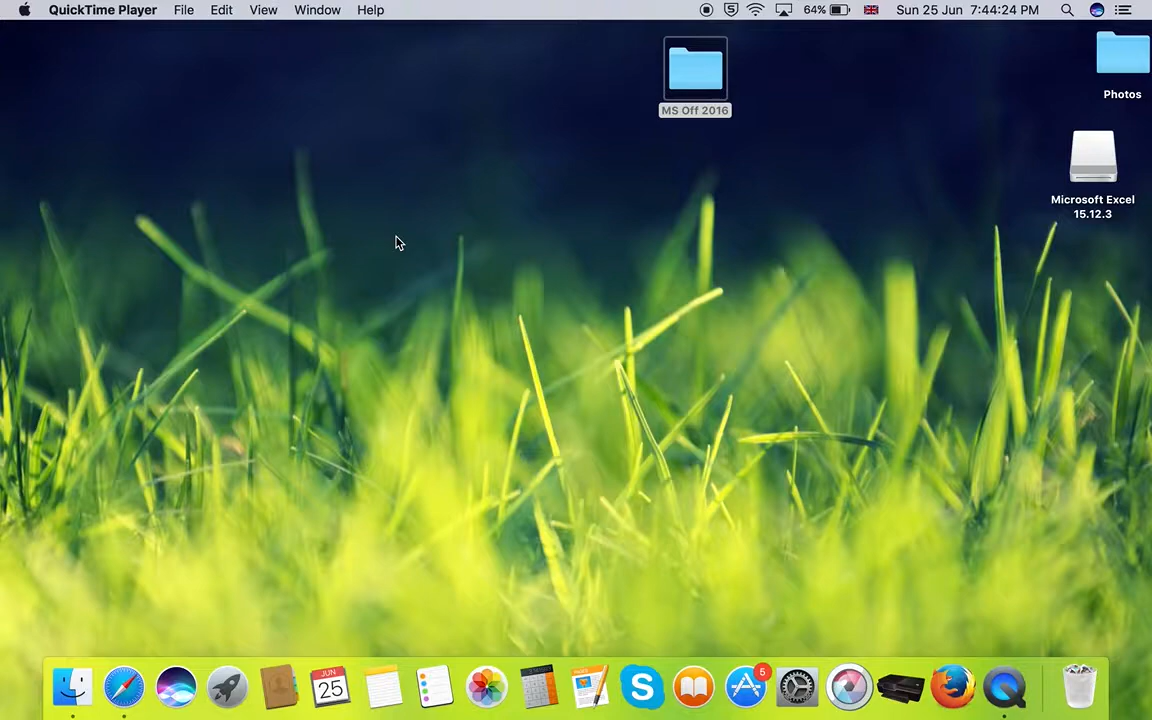 QuickTime Player File Edit View Window Help 64% Sun 25 Jun 7:44:24 PM
MS Off 2016
Photos
Microsoft Excel
15.12.3
JUN
25
5